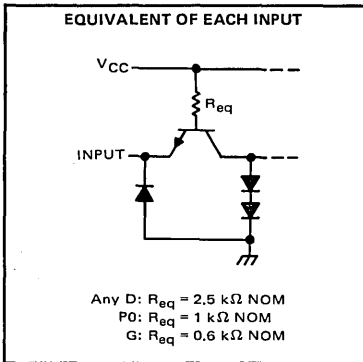 EQUIVALENT OF EACH INPUT
VCC
Req
INPUT
Any D: Req = 2.5 kΩ NOM
P0: Req = 1 kΩ NOM
G: Req = 0.6 kΩ NOM